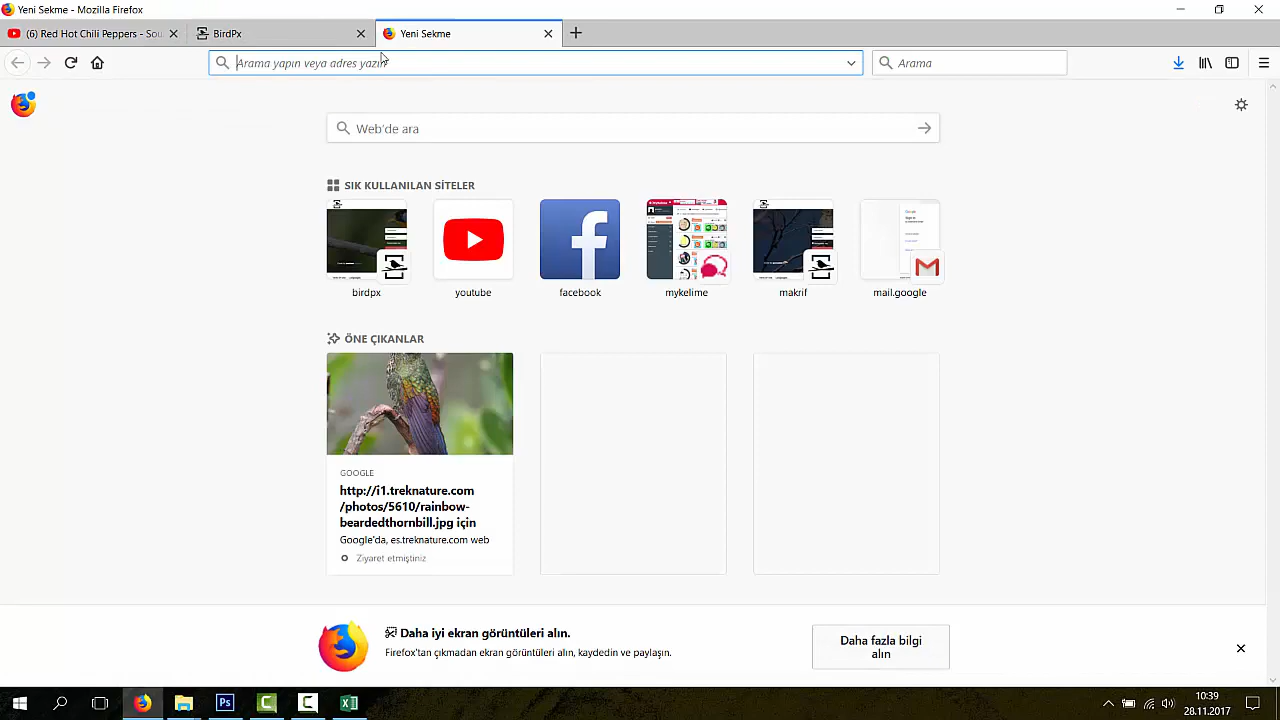 Yeni Sekme - Mozilla Firefox
(6) Red Hot Chili Peppers - Sou
BirdPx
Yeni Sekme
Arama yapın veya adres yazın
Arama
Web'de ara
SIK KULLANILAN SİTELER
birdpx
youtube
facebook
mykelime
makrif
mail.google
ÖNE ÇIKANLAR
GOOGLE
http://i1.treknature.com
/photos/5610/rainbow-
beardedthornbill.jpg için
Google'da, es.treknature.com web
Ziyaret etmiştiniz
Daha iyi ekran görüntüleri alın.
Firefox'tan çıkmadan ekran görüntüleri alın, kaydedin ve paylaşın.
Daha fazla bilgi
alın
Ps
10:39
28.11.2017